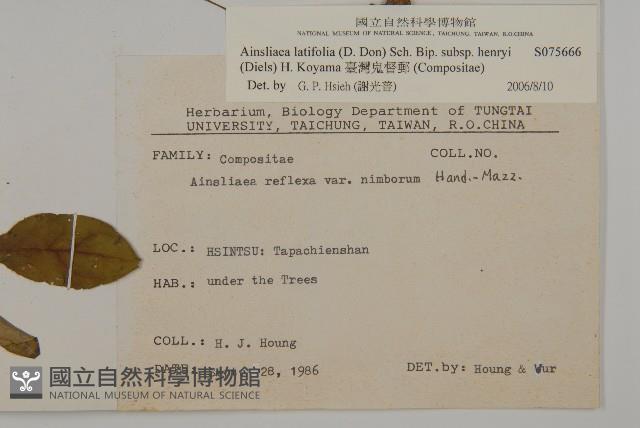 國立自然科學博物館
NATIONAL MUSEUM OF NATURAL SCIENCE, TAICHUNG, TAIWAN, R.O.CHINA
Ainsliaea latifolia (D. Don) Sch. Bip. subsp. henryi S075666
(Diels) H. Koyama 臺灣鬼督郵 (Compositae)
Det. by G. P. Hsieh (謝光普) 2006/8/10
Herbarium, Biology Department of TUNGTAI
UNIVERSITY, TAICHUNG, TAIWAN, R.O.CHINA
FAMILY: Compositae COLL.NO.
Ainsliaea reflexa var. nimborum Hand.-Mazz.
LOC.: HSINTSU: Tapachienshan
HAB.: under the Trees
COLL.: H. J. Houng
DATE: 28, 1986 DET.by: Houng & Wur
國立自然科學博物館
NATIONAL MUSEUM OF NATURAL SCIENCE